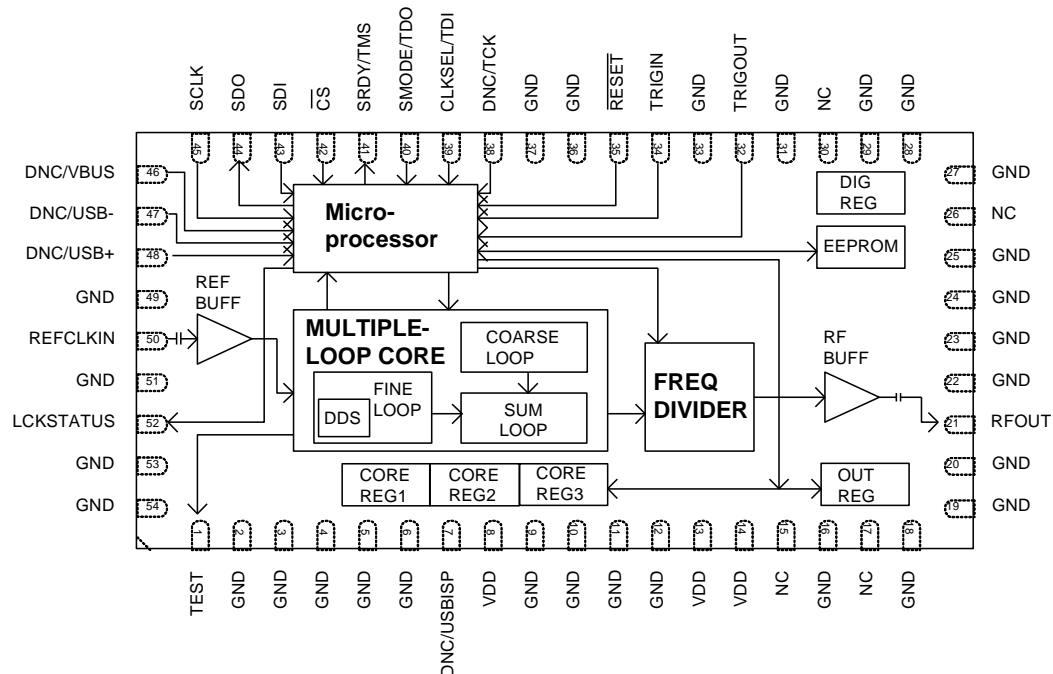 SCLK
SDO
SDI
CS
SRDY/TMS
SMODE/TDO
CLKSEL/TDI
DNC/TCK
GND
GND
RESET
TRIGIN
GND
TRIGOUT
GND
NC
GND
GND
45
44
43
42
41
40
39
38
37
36
35
34
33
32
31
30
29
28
DNC/VBUS
46
DNC/USB-
47
DNC/USB+
48
GND
49
REFCLKIN
50
GND
51
LCKSTATUS
52
GND
53
GND
54
Micro-
processor
DIG
REG
EEPROM
REF
BUFF
MULTIPLE-
LOOP CORE
COARSE
LOOP
FINE
LOOP
DDS
SUM
LOOP
FREQ
DIVIDER
RF
BUFF
CORE
REG1
CORE
REG2
CORE
REG3
OUT
REG
27
GND
26
NC
25
GND
24
GND
23
GND
22
GND
21
RFOUT
20
GND
19
GND
1
2
3
4
5
6
7
8
9
10
11
12
13
14
15
16
17
18
TEST
GND
GND
GND
GND
GND
DNC/USBISP
VDD
GND
GND
GND
GND
VDD
VDD
NC
GND
NC
GND